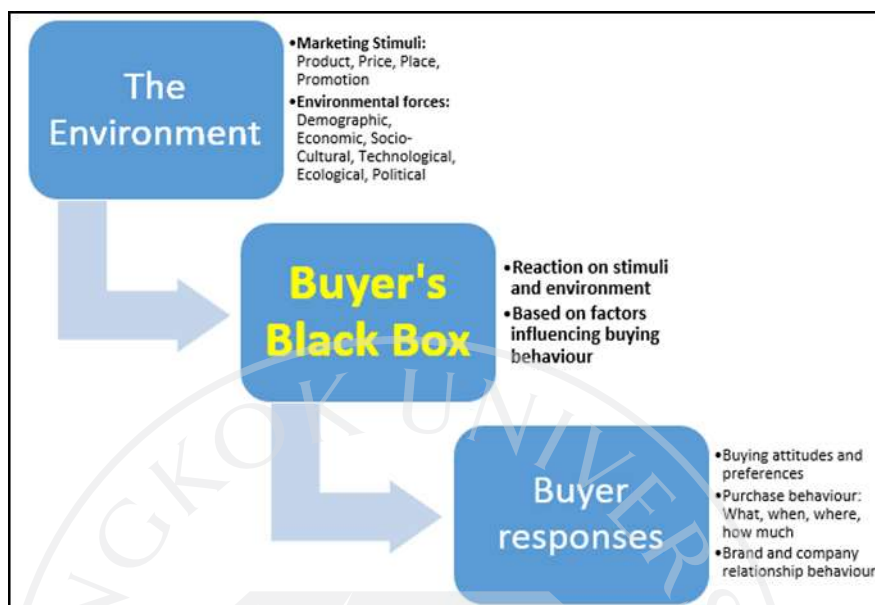 The
Environment
•Marketing Stimuli:
Product, Price, Place,
Promotion
•Environmental forces:
Demographic,
Economic, Socio-
Cultural, Technological,
Ecological, Political
Buyer's
Black Box
•Reaction on stimuli
and environment
•Based on factors
influencing buying
behaviour
Buyer
responses
•Buying attitudes and
preferences
•Purchase behaviour:
What, when, where,
how much
•Brand and company
relationship behaviour
NGKOK UNIVERS